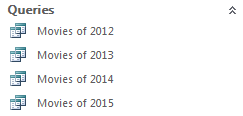 Queries
Movies of 2012
Movies of 2013
Movies of 2014
Movies of 2015